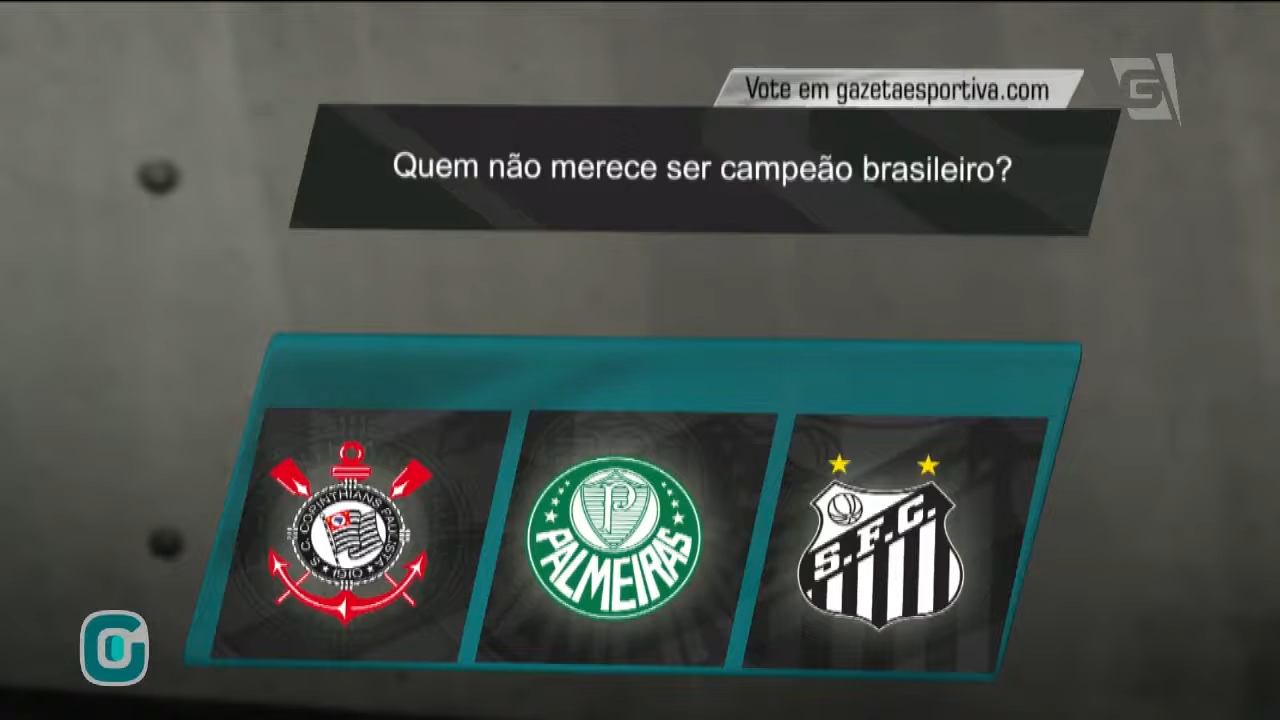 Vote em gazetaesportiva.com
G
Quem não merece ser campeão brasileiro?
S. C. CORINTHIANS PAULISTA
1910
P
PALMEIRAS
S.F.C.
G